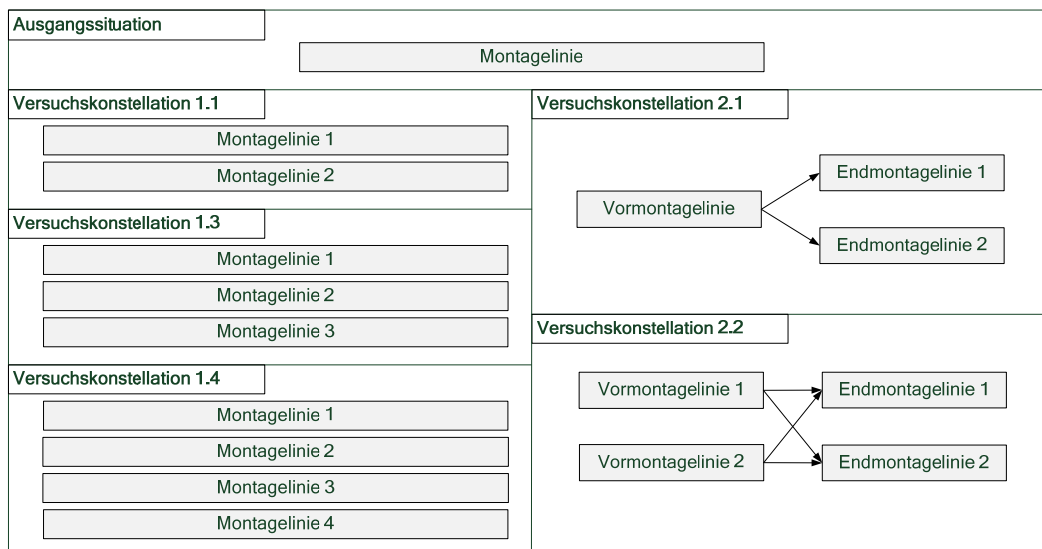 Ausgangssituation
Montagelinie
Versuchskonstellation 1.1
Montagelinie 1
Montagelinie 2
Versuchskonstellation 1.3
Montagelinie 1
Montagelinie 2
Montagelinie 3
Versuchskonstellation 1.4
Montagelinie 1
Montagelinie 2
Montagelinie 3
Montagelinie 4
Versuchskonstellation 2.1
Vormontagelinie
Endmontagelinie 1
Endmontagelinie 2
Versuchskonstellation 2.2
Vormontagelinie 1
Endmontagelinie 1
Vormontagelinie 2
Endmontagelinie 2